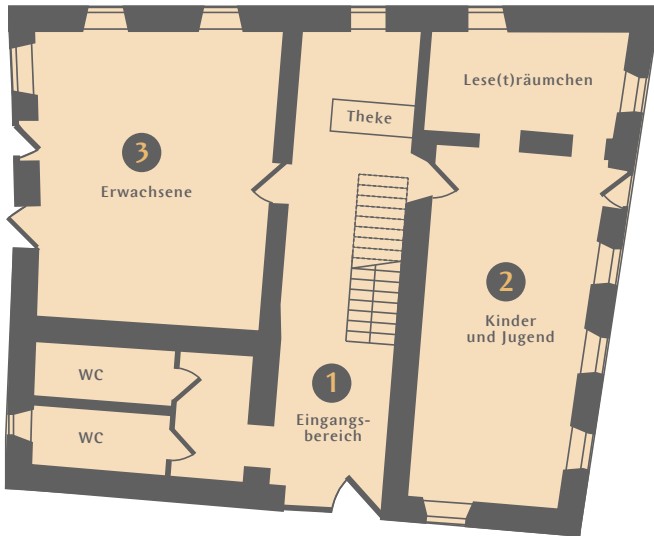 Lese(t)räumchen
Theke
3
Erwachsene
2
Kinder
und Jugend
WC
1
Eingangs-
bereich
WC